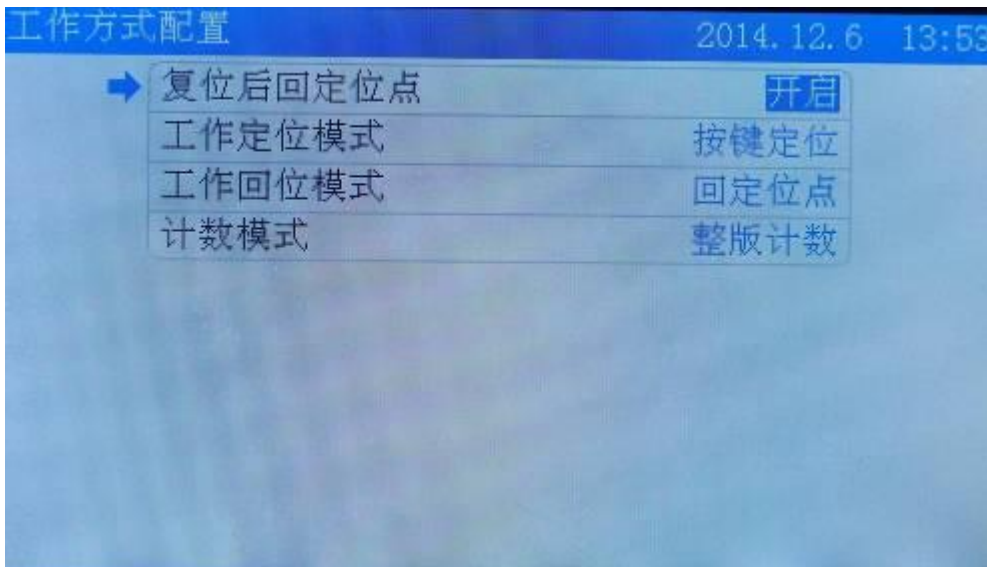 工作方式配置 2014.12.6 13:53
复位后回定位点 开启
工作定位模式 按键定位
工作回位模式 回定位点
计数模式 整版计数